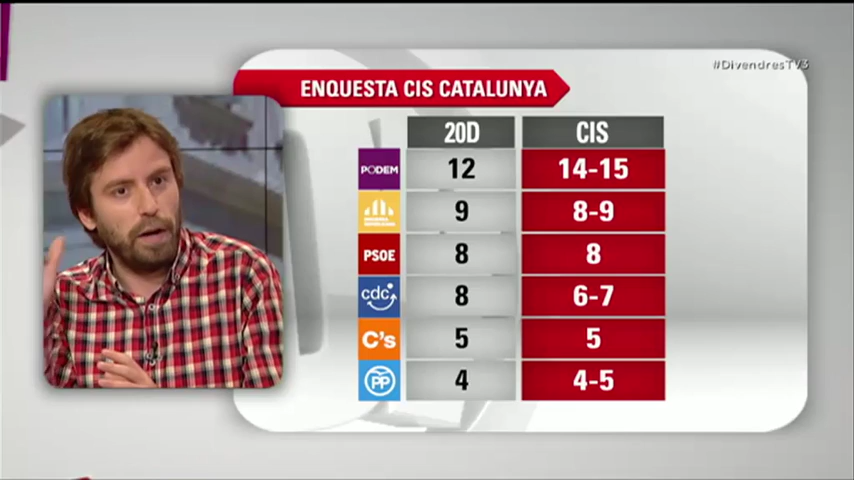 #DivendresTV3
ENQUESTA CIS CATALUNYA
20D CIS
PODEM 12 14-15
9 8-9
PSOE 8 8
cdc 8 6-7
C's 5 5
PP 4 4-5